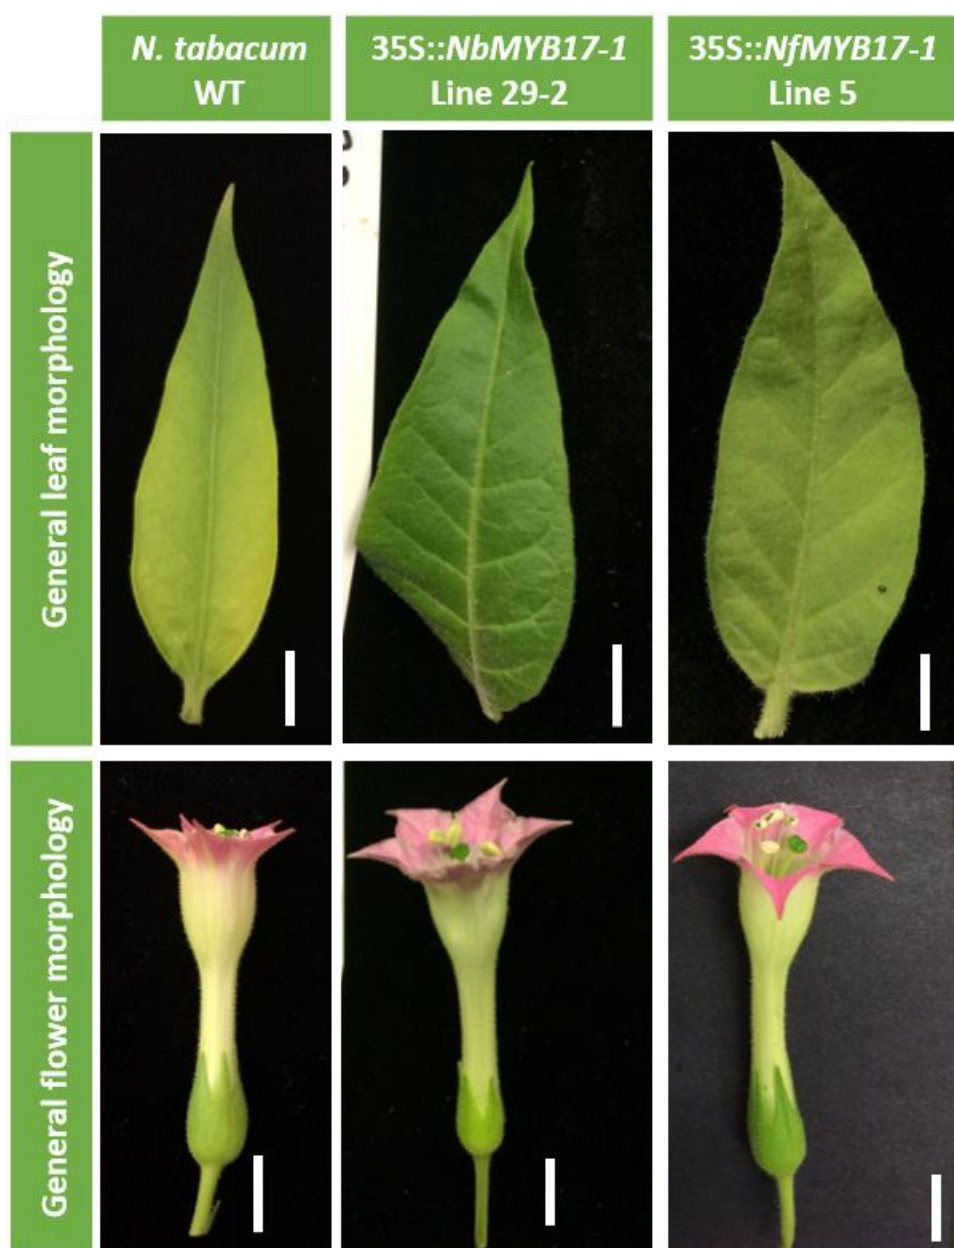 N. tabacum
WT
35S::NbMYB17-1
Line 29-2
35S::NfMYB17-1
Line 5
General leaf morphology
General flower morphology